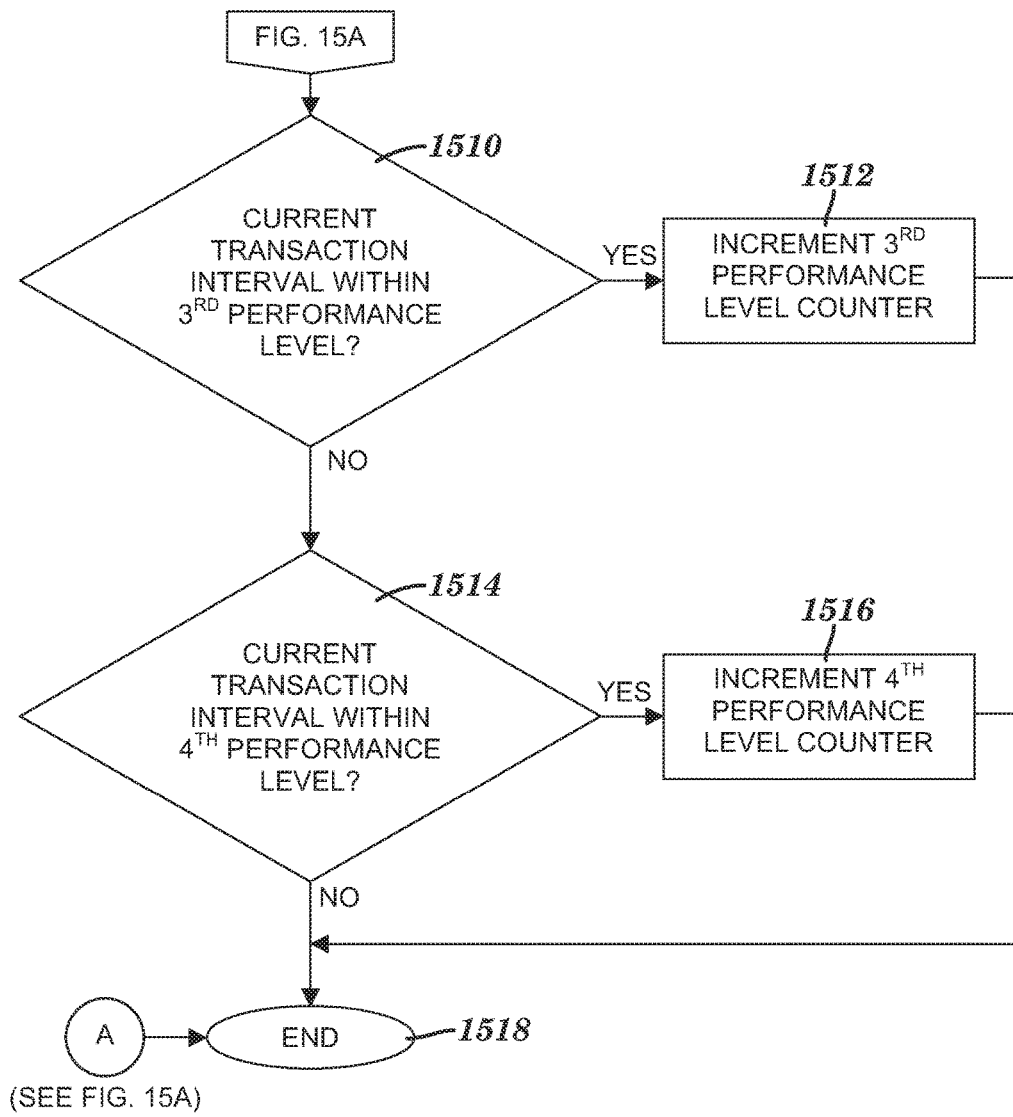 FIG. 15A
1510
CURRENT
TRANSACTION
INTERVAL WITHIN
3RD PERFORMANCE
LEVEL?
YES
1512
INCREMENT 3RD
PERFORMANCE
LEVEL COUNTER
NO
1514
CURRENT
TRANSACTION
INTERVAL WITHIN
4TH PERFORMANCE
LEVEL?
YES
1516
INCREMENT 4TH
PERFORMANCE
LEVEL COUNTER
NO
A
END
1518
(SEE FIG. 15A)